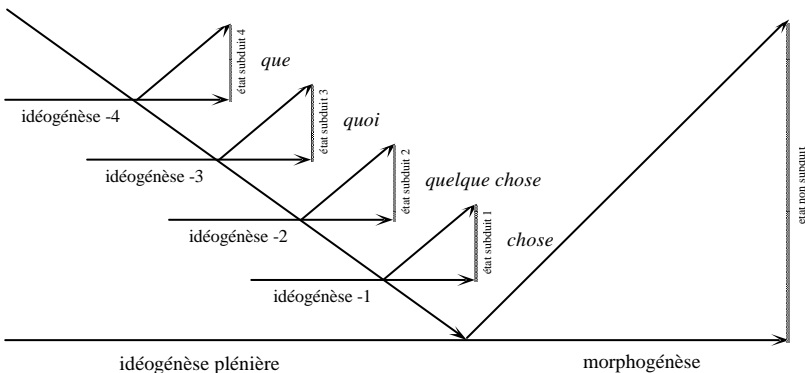 état subduit 4
que
idéogénèse -4
état subduit 3
quoi
idéogénèse -3
état subduit 2
quelque chose
idéogénèse -2
état subduit 1
chose
idéogénèse -1
état non subduit
idéogénèse plénière
morphogénèse